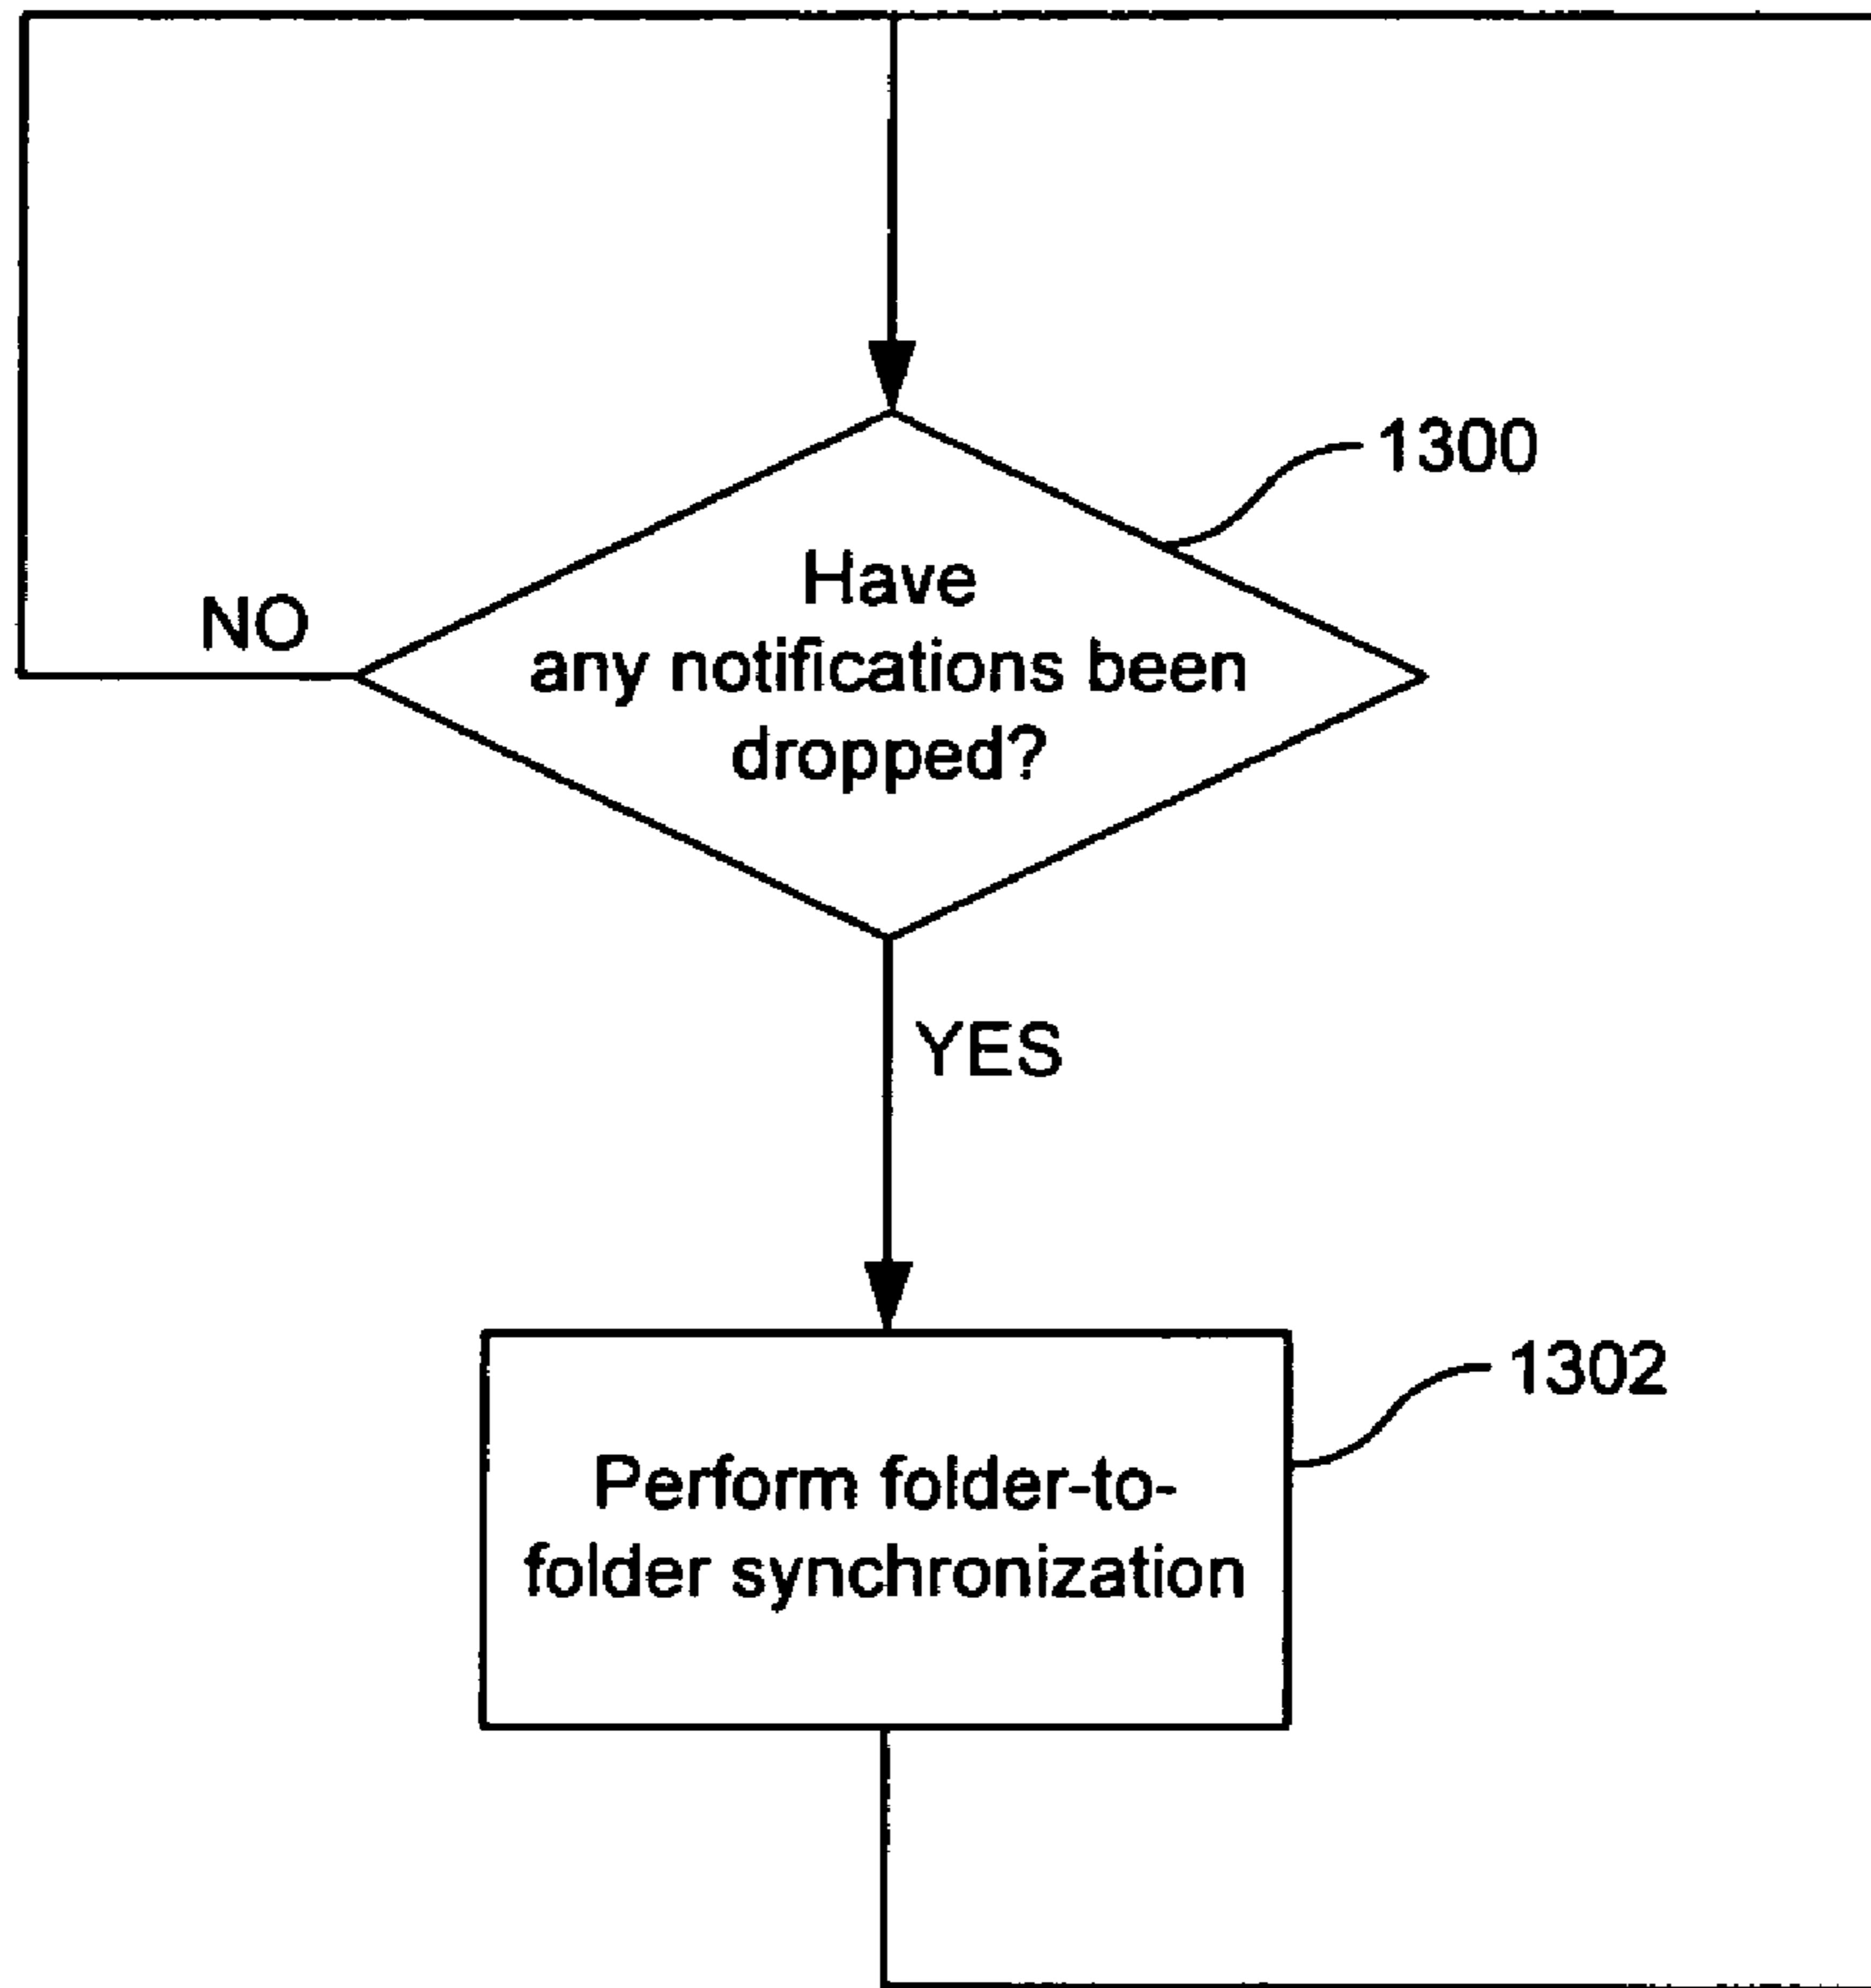 1300
Have
any notifications been
dropped?
NO
YES
1302
Perform folder-to-
folder synchronization